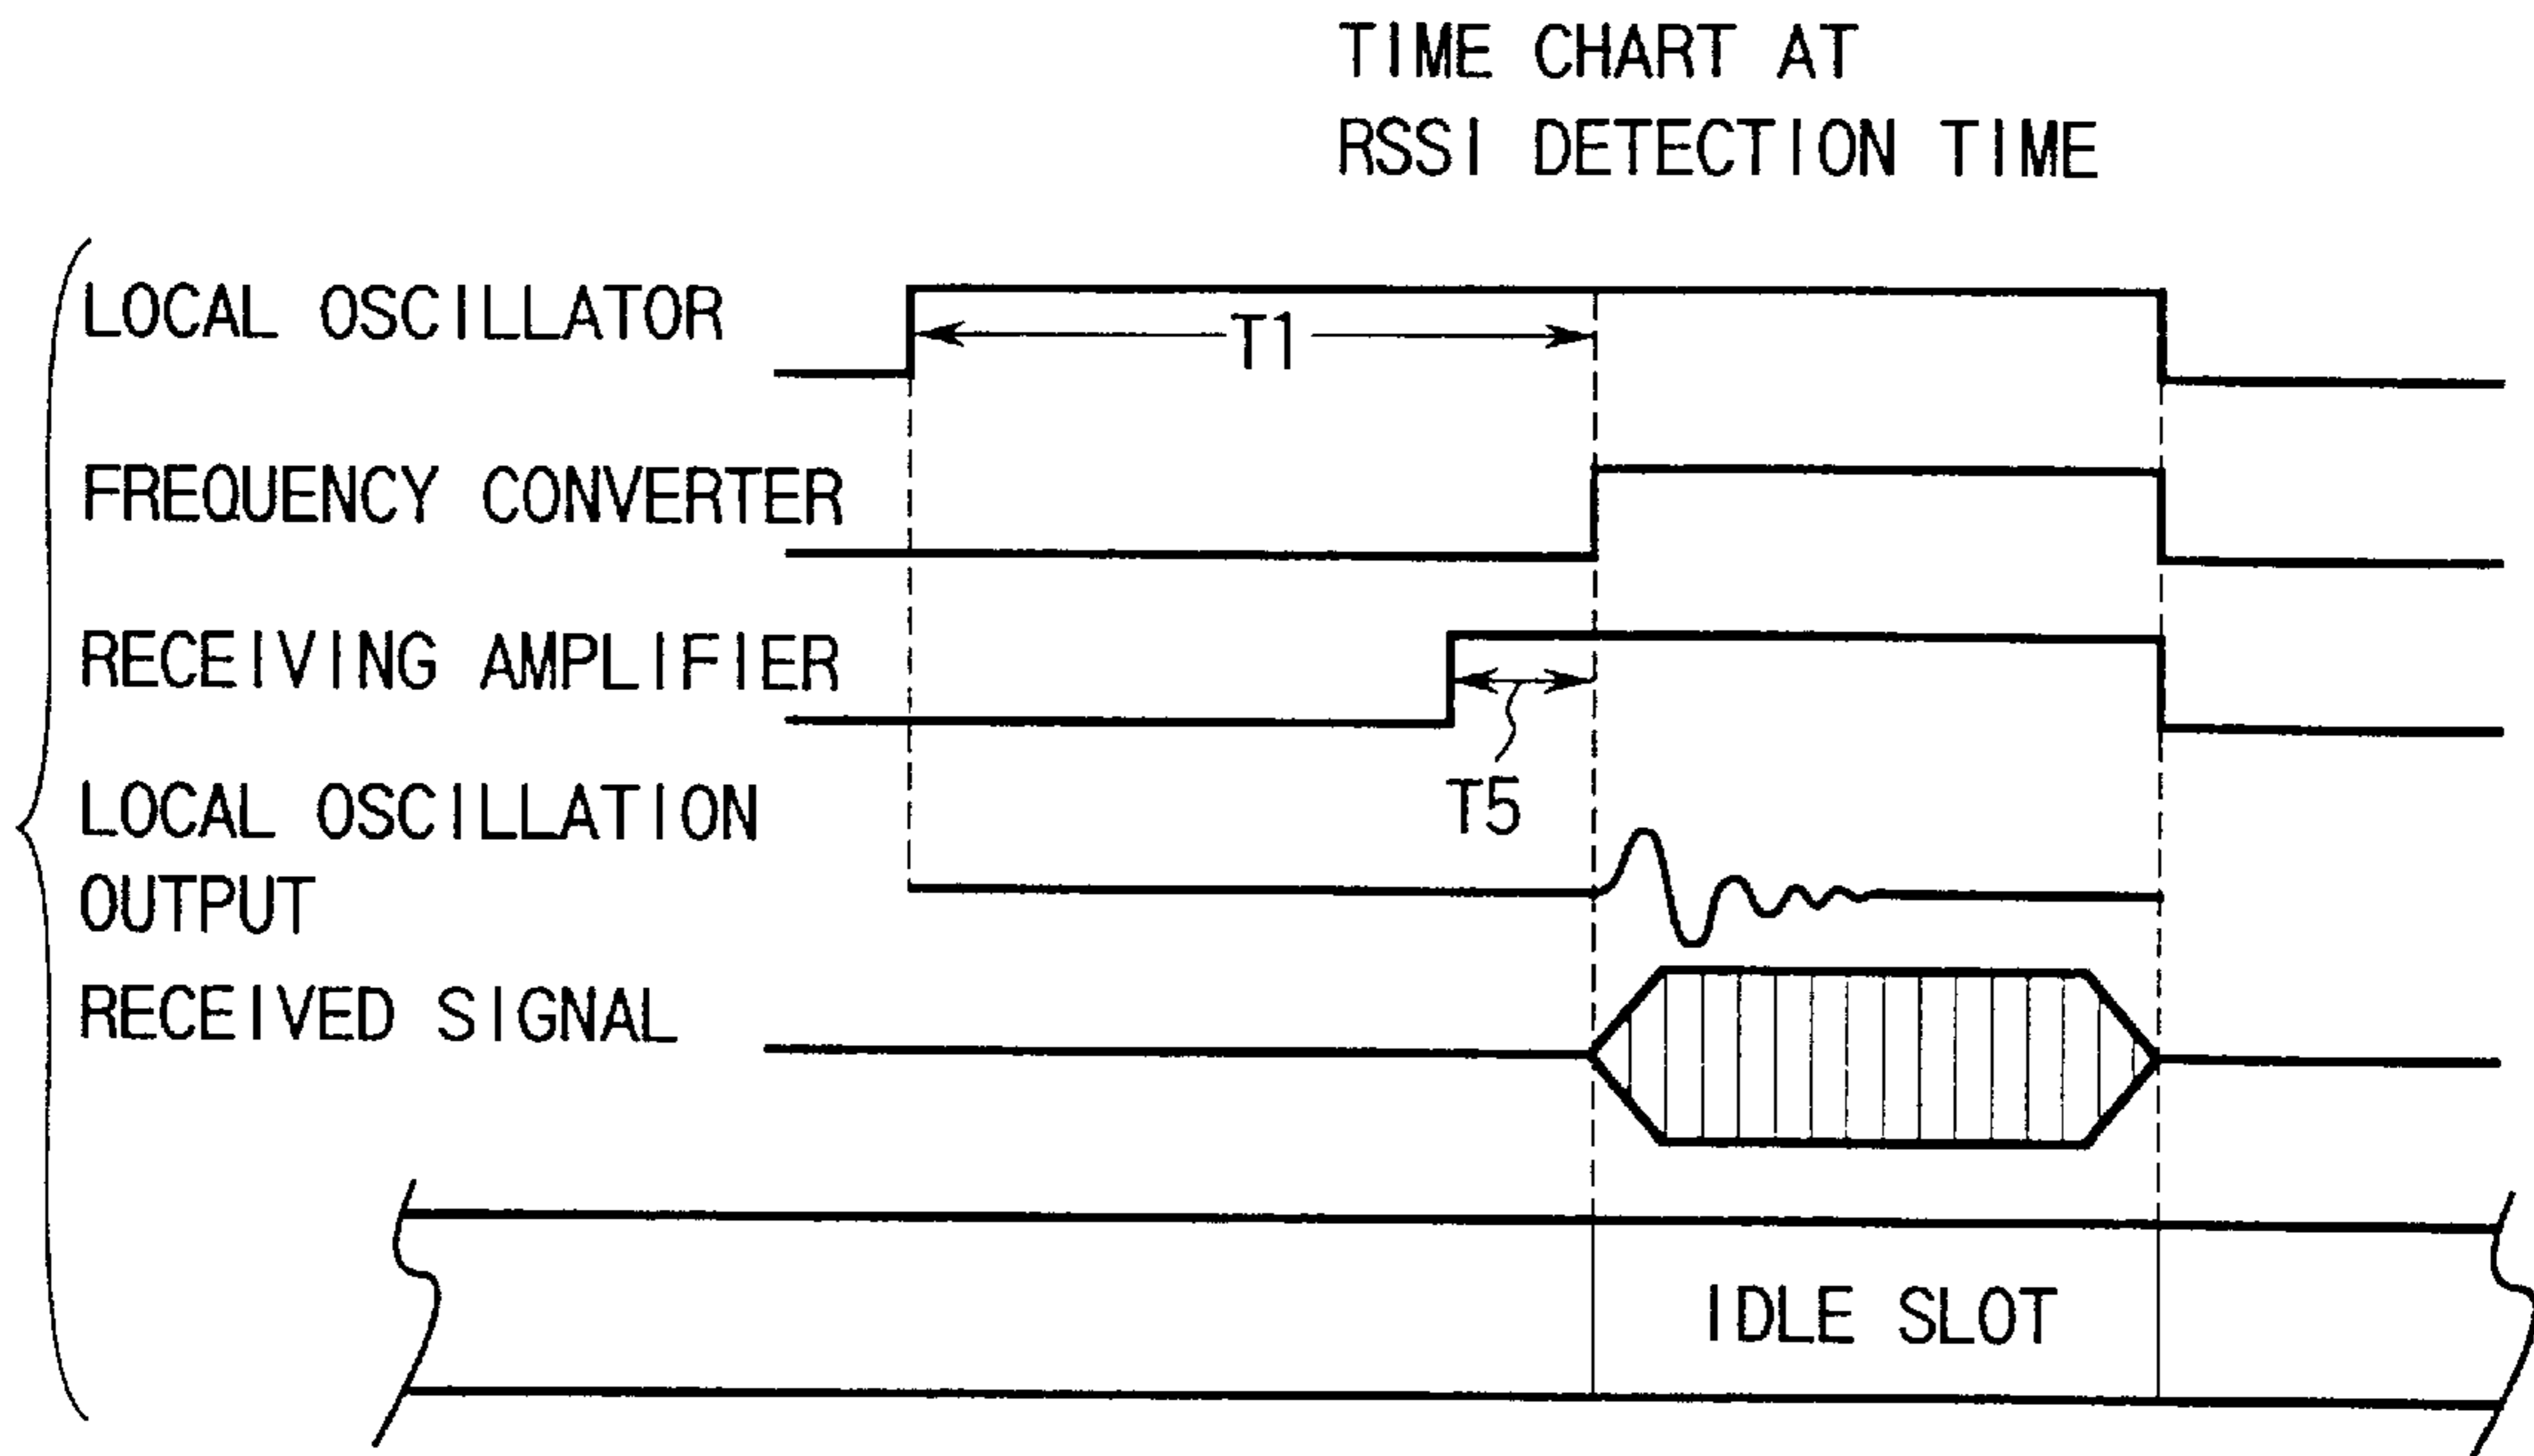 TIME CHART AT
RSSI DETECTION TIME
LOCAL OSCILLATOR
T1
FREQUENCY CONVERTER
RECEIVING AMPLIFIER
T5
LOCAL OSCILLATION
OUTPUT
RECEIVED SIGNAL
IDLE SLOT